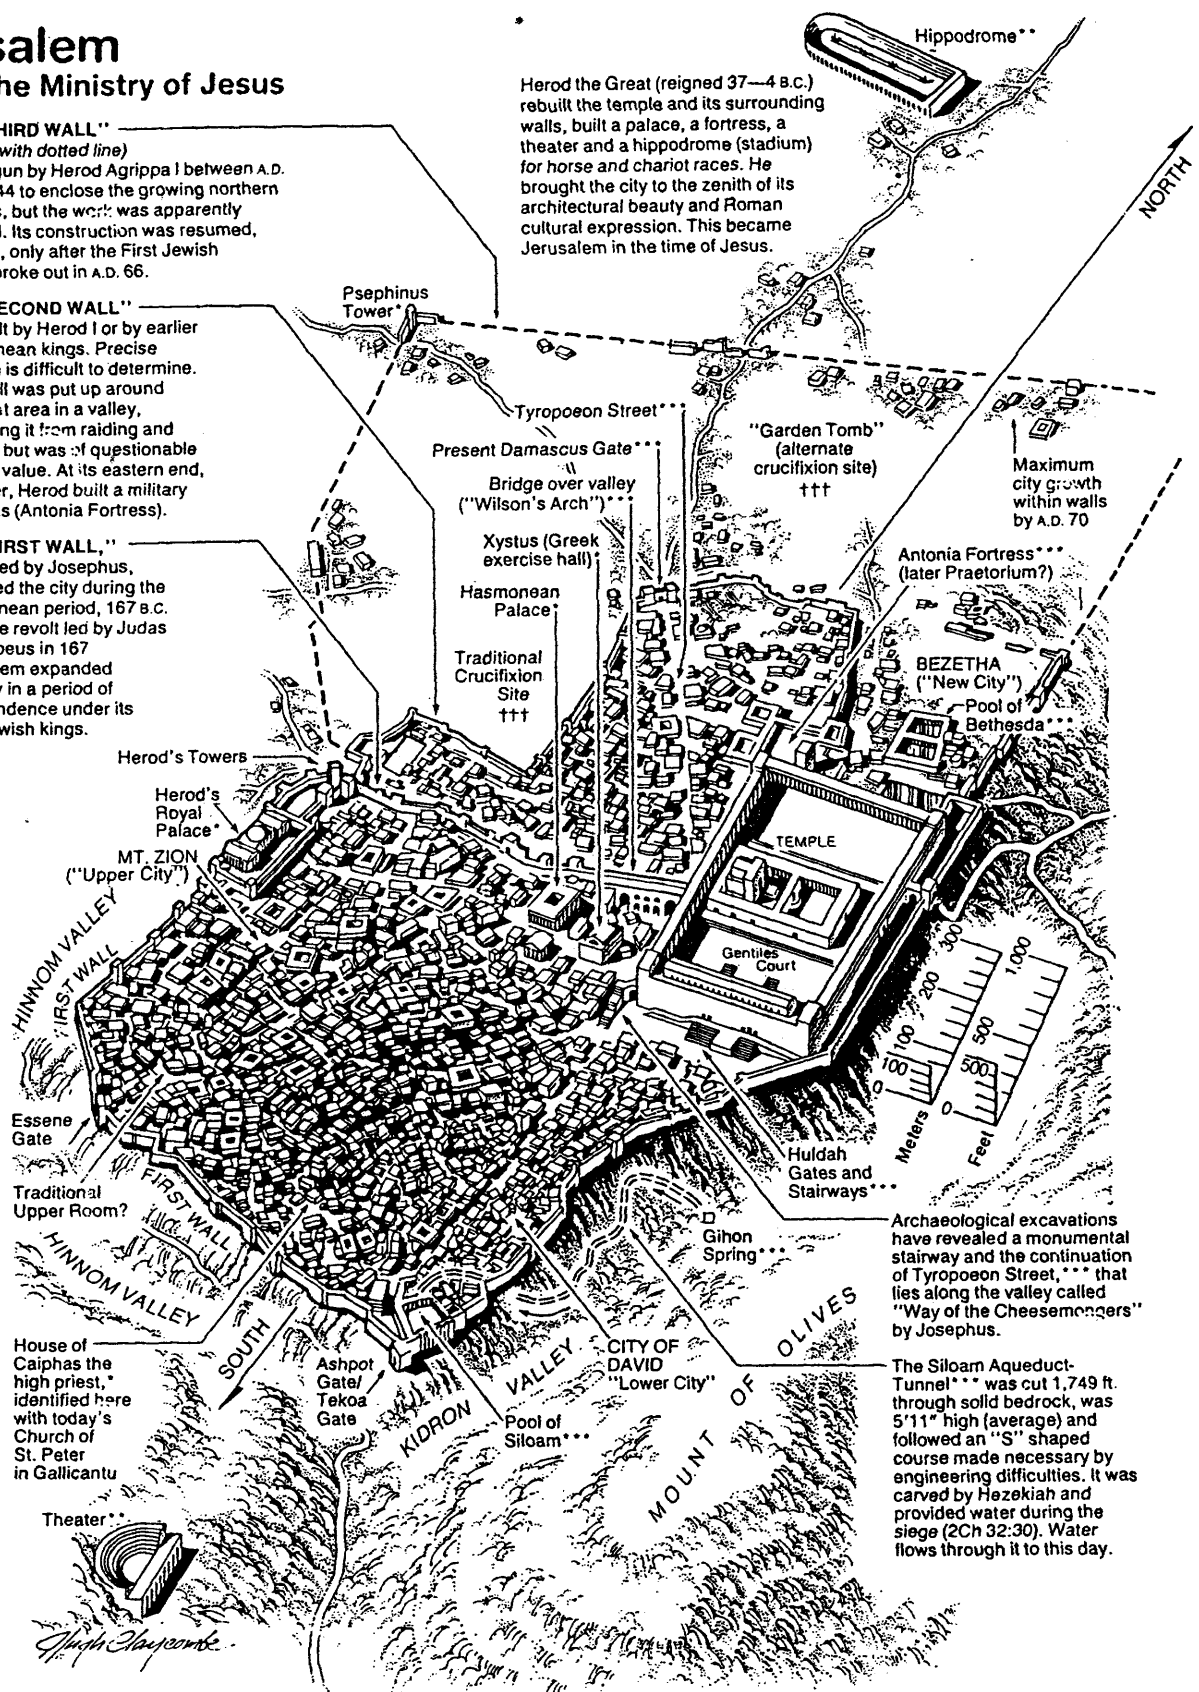 salem
he Ministry of Jesus
HIRD WALL"
with dotted line)
gun by Herod Agrippa I between A.D.
44 to enclose the growing northern
s, but the work was apparently
d. Its construction was resumed,
, only after the First Jewish
broke out in A.D. 66.
ECOND WALL"
lt by Herod I or by earlier
nean kings. Precise
e is difficult to determine.
ll was put up around
st area in a valley,
ing it from raiding and
, but was of questionable
value. At its eastern end,
er, Herod built a military
s (Antonia Fortress).
IRST WALL,"
ed by Josephus,
ed the city during the
nean period, 167 B.C.
e revolt led by Judas
beus in 167
em expanded
y in a period of
ndence under its
wish kings.
Herod the Great (reigned 37—4 B.C.)
rebuilt the temple and its surrounding
walls, built a palace, a fortress, a
theater and a hippodrome (stadium)
for horse and chariot races. He
brought the city to the zenith of its
architectural beauty and Roman
cultural expression. This became
Jerusalem in the time of Jesus.
Hippodrome**
NORTH
Psephinus
Tower*
Tyropoeon Street***
Present Damascus Gate***
Bridge over valley
("Wilson's Arch")***
Xystus (Greek
exercise hall)*
Hasmonean
Palace*
Traditional
Crucifixion
Site
†††
"Garden Tomb"
(alternate
crucifixion site)
†††
Maximum
city growth
within walls
by A.D. 70
Antonia Fortress***
(later Praetorium?)
BEZETHA
("New City")
Pool of
Bethesda***
Herod's Towers
Herod's
Royal
Palace*
MT. ZION
("Upper City")
HINNOM VALLEY
FIRST WALL
TEMPLE
Gentiles
Court
300
200
100
100
0
Meters
1,000
500
500
0
Feet
Essene
Gate
Traditional
Upper Room?
FIRST WALL
HINNOM VALLEY
Huldah
Gates and
Stairways***
Gihon
Spring***
Archaeological excavations
have revealed a monumental
stairway and the continuation
of Tyropoeon Street,*** that
lies along the valley called
"Way of the Cheesemongers"
by Josephus.
House of
Caiphas the
high priest,*
identified here
with today's
Church of
St. Peter
in Gallicantu
SOUTH
Ashpot
Gate/
Tekoa
Gate
KIDRON VALLEY
Pool of
Siloam***
CITY OF
DAVID
"Lower City"
MOUNT OF OLIVES
The Siloam Aqueduct-
Tunnel*** was cut 1,749 ft.
through solid bedrock, was
5'11" high (average) and
followed an "S" shaped
course made necessary by
engineering difficulties. It was
carved by Hezekiah and
provided water during the
siege (2Ch 32:30). Water
flows through it to this day.
Theater**
Hugh Claycombe